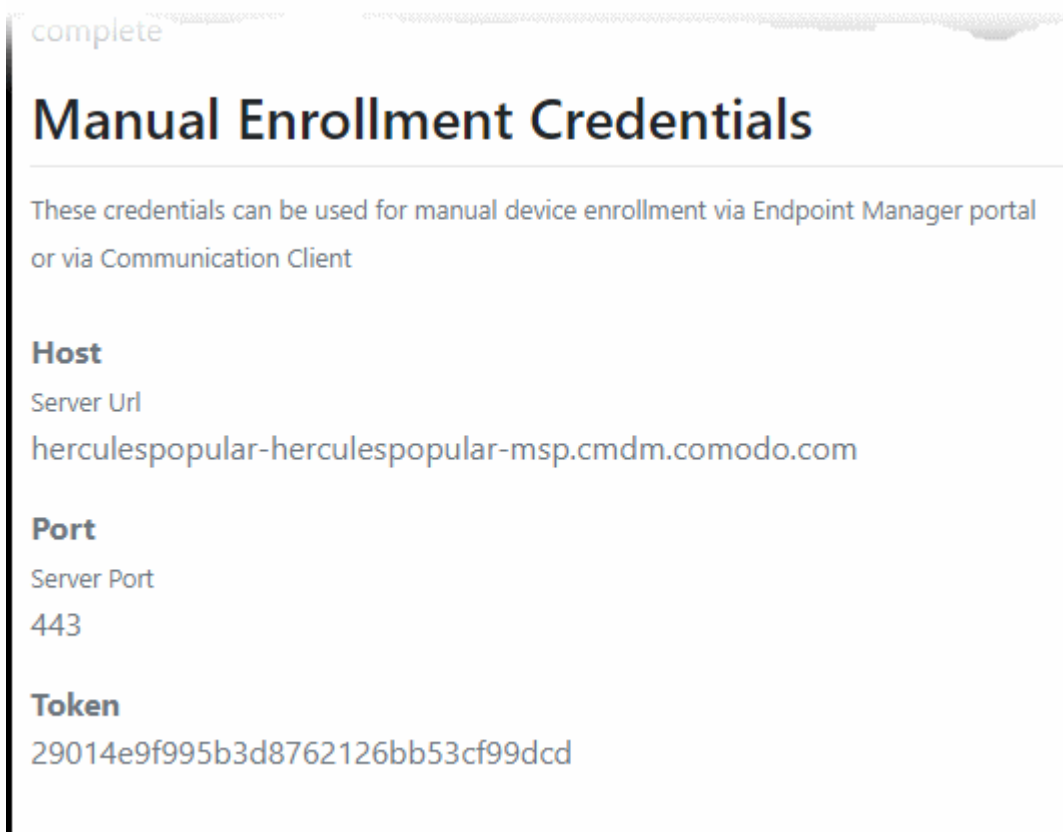 complete
Manual Enrollment Credentials
These credentials can be used for manual device enrollment via Endpoint Manager portal
or via Communication Client
Host
Server Url
herculespopular-herculespopular-msp.cmdm.comodo.com
Port
Server Port
443
Token
29014e9f995b3d8762126bb53cf99dcd